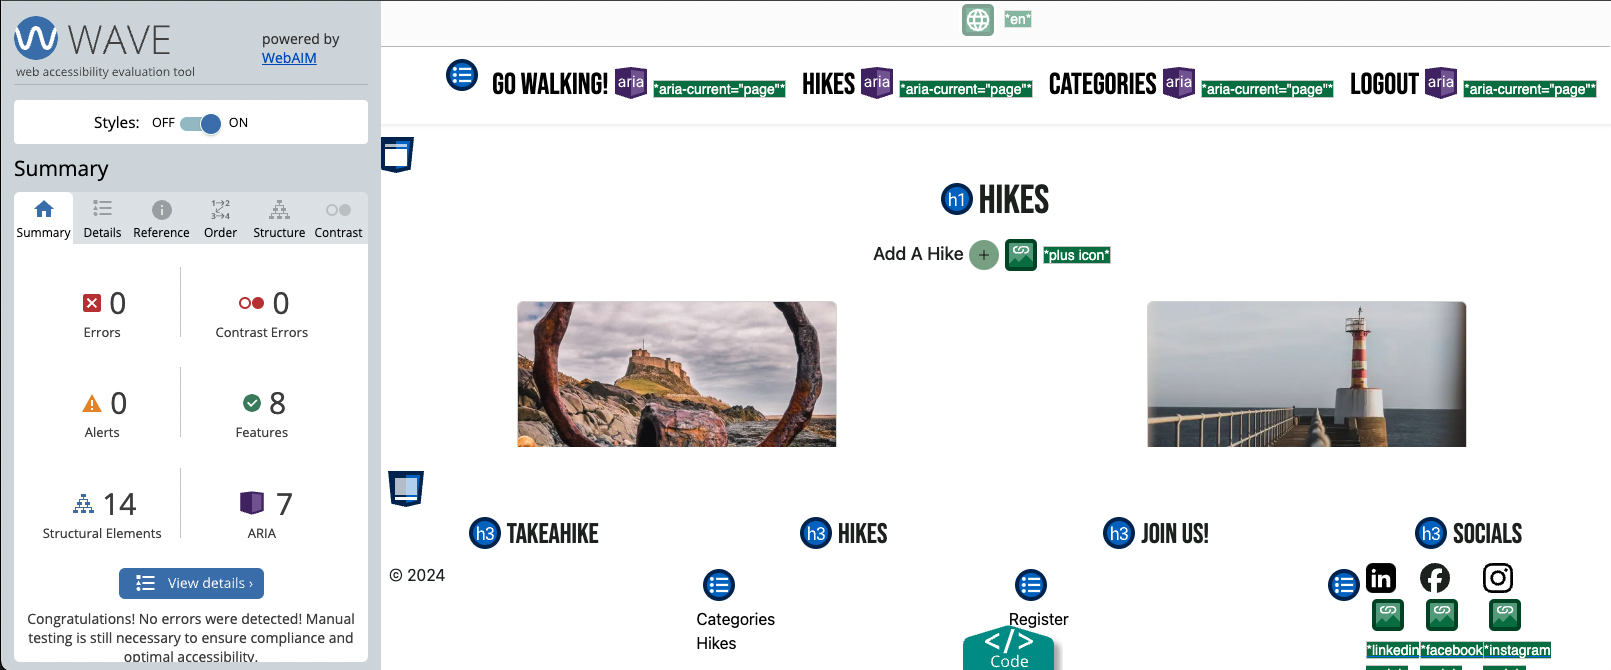 WAVE
web accessibility evaluation tool
powered by
WebAIM
Styles: OFF ON
Summary
Summary Details Reference Order Structure Contrast
0
Errors
0
Contrast Errors
0
Alerts
8
Features
14
Structural Elements
7
ARIA
View details ›
Congratulations! No errors were detected! Manual
testing is still necessary to ensure compliance and
optimal accessibility.
*en*
GO WALKING! aria *aria-current="page"* HIKES aria *aria-current="page"* CATEGORIES aria *aria-current="page"* LOGOUT aria *aria-current="page"*
h1 HIKES
Add A Hike + *plus icon*
h3 TAKEAHIKE h3 HIKES h3 JOIN US! h3 SOCIALS
© 2024
Categories
Hikes
Register
</>
Code
in
*linkedin *facebook *instagram